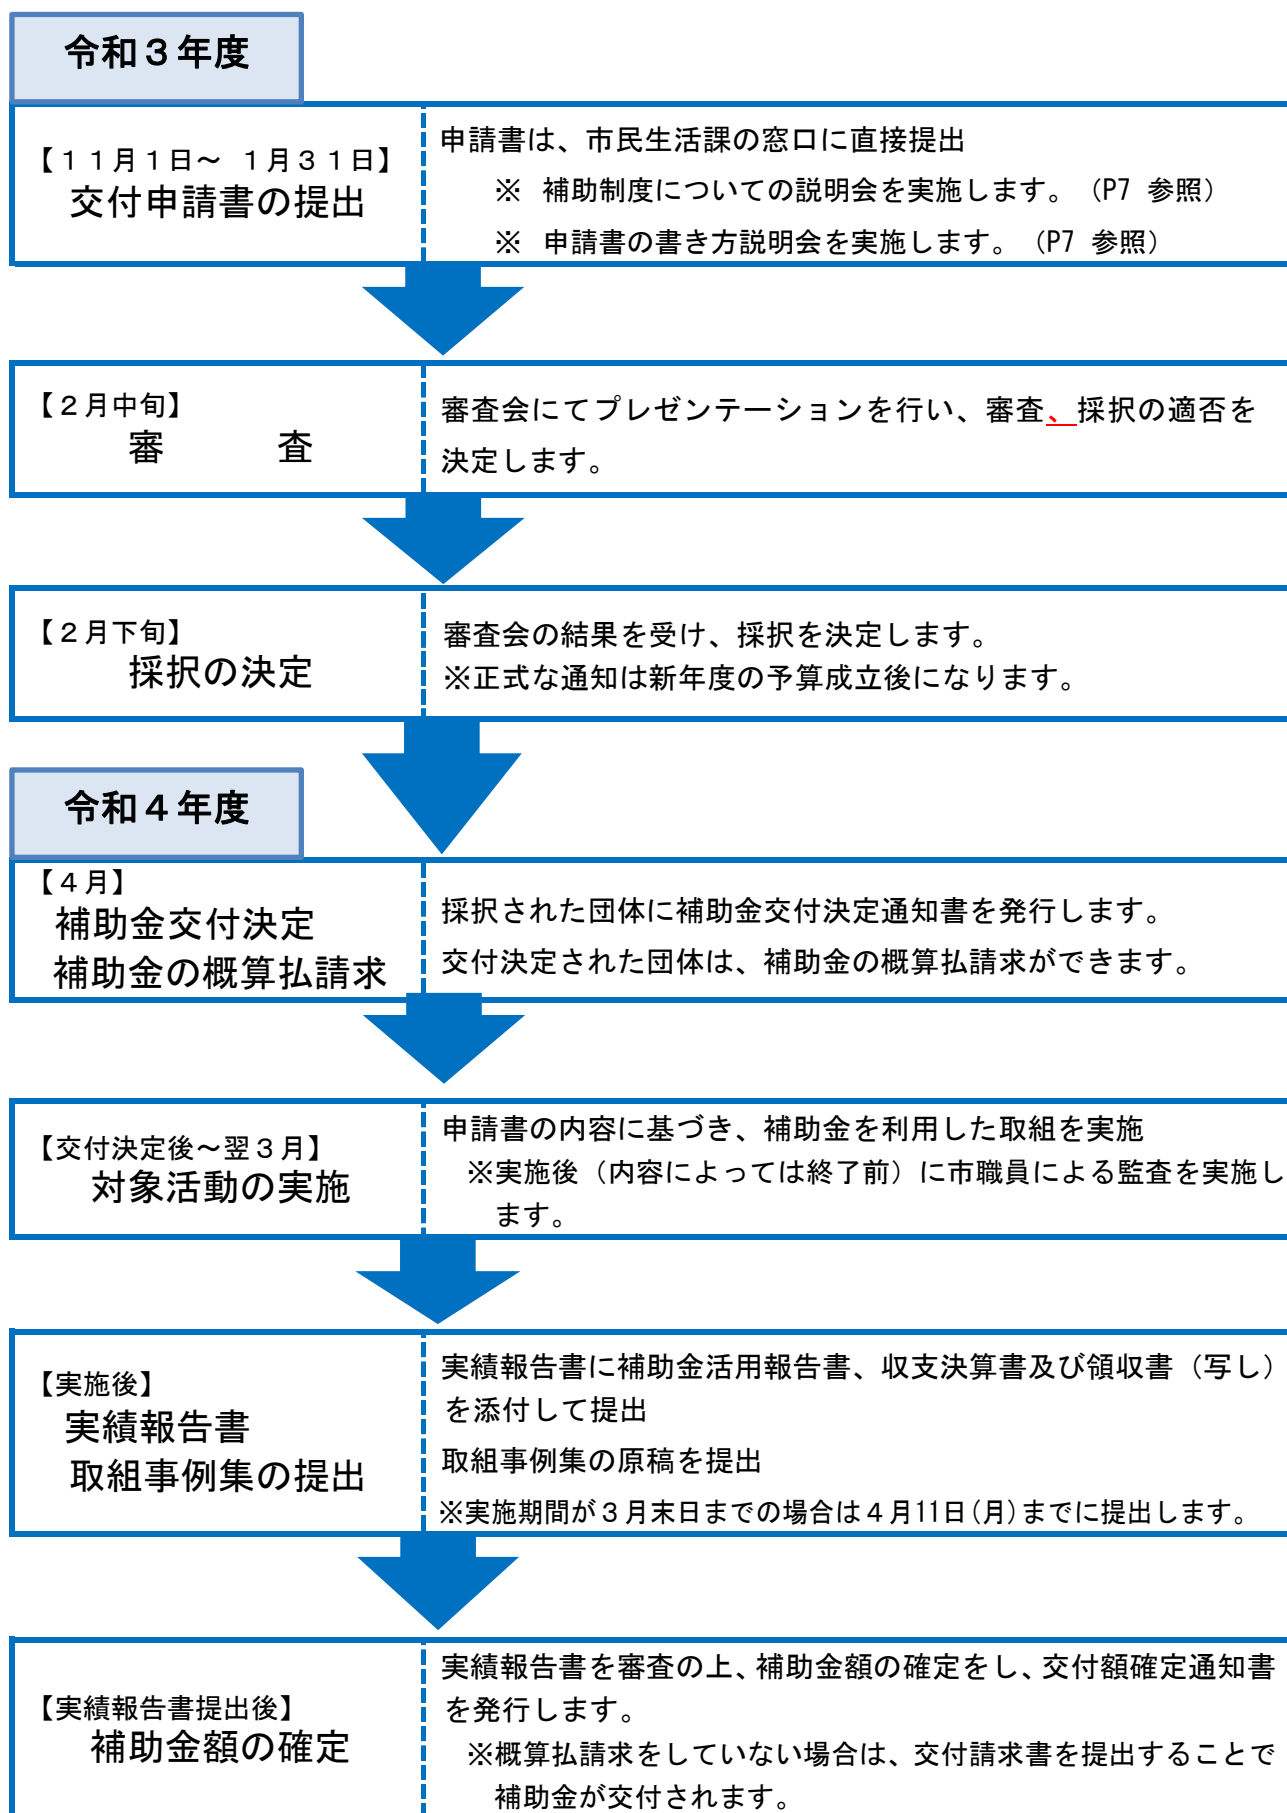 令和３年度
【１１月１日～ １月３１日】
交付申請書の提出
申請書は、市民生活課の窓口に直接提出
※ 補助制度についての説明会を実施します。（P7 参照）
※ 申請書の書き方説明会を実施します。（P7 参照）
【２月中旬】
審　　　査
審査会にてプレゼンテーションを行い、審査、採択の適否を
決定します。
【２月下旬】
採択の決定
審査会の結果を受け、採択を決定します。
※正式な通知は新年度の予算成立後になります。
令和４年度
【４月】
補助金交付決定
補助金の概算払請求
採択された団体に補助金交付決定通知書を発行します。
交付決定された団体は、補助金の概算払請求ができます。
【交付決定後～翌３月】
対象活動の実施
申請書の内容に基づき、補助金を利用した取組を実施
※実施後（内容によっては終了前）に市職員による監査を実施し
ます。
【実施後】
実績報告書
取組事例集の提出
実績報告書に補助金活用報告書、収支決算書及び領収書（写し）
を添付して提出
取組事例集の原稿を提出
※実施期間が３月末日までの場合は４月11日(月)までに提出します。
【実績報告書提出後】
補助金額の確定
実績報告書を審査の上、補助金額の確定をし、交付額確定通知書
を発行します。
※概算払請求をしていない場合は、交付請求書を提出することで
補助金が交付されます。